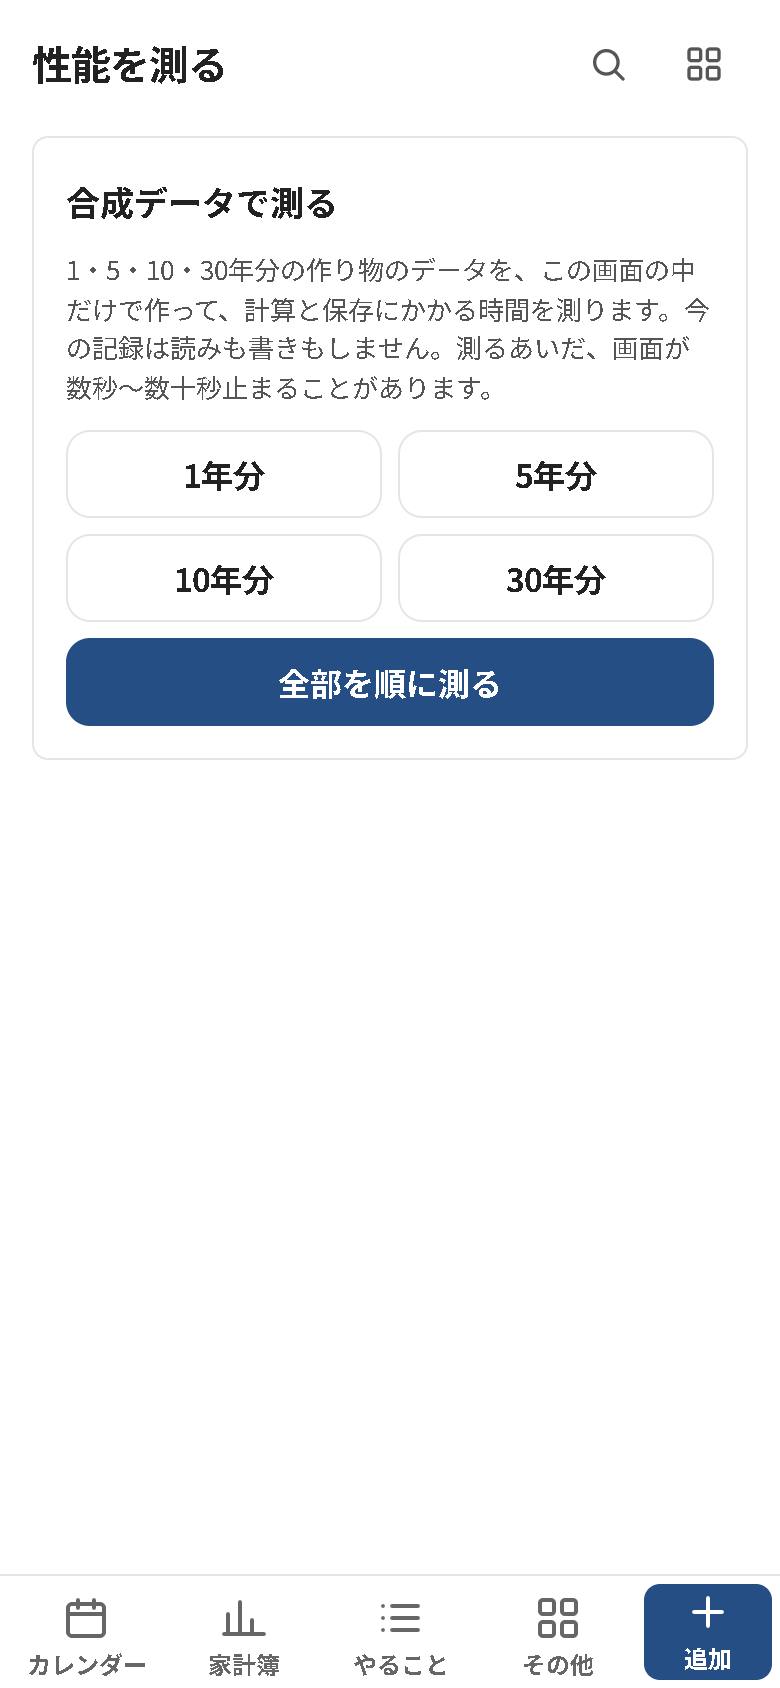 性能を測る
合成データで測る
1・5・10・30年分の作り物のデータを、この画面の中
だけで作って、計算と保存にかかる時間を測ります。今
の記録は読みも書きもしません。測るあいだ、画面が
数秒〜数十秒止まることがあります。
1年分
5年分
10年分
30年分
全部を順に測る
カレンダー
家計簿
やること
その他
追加